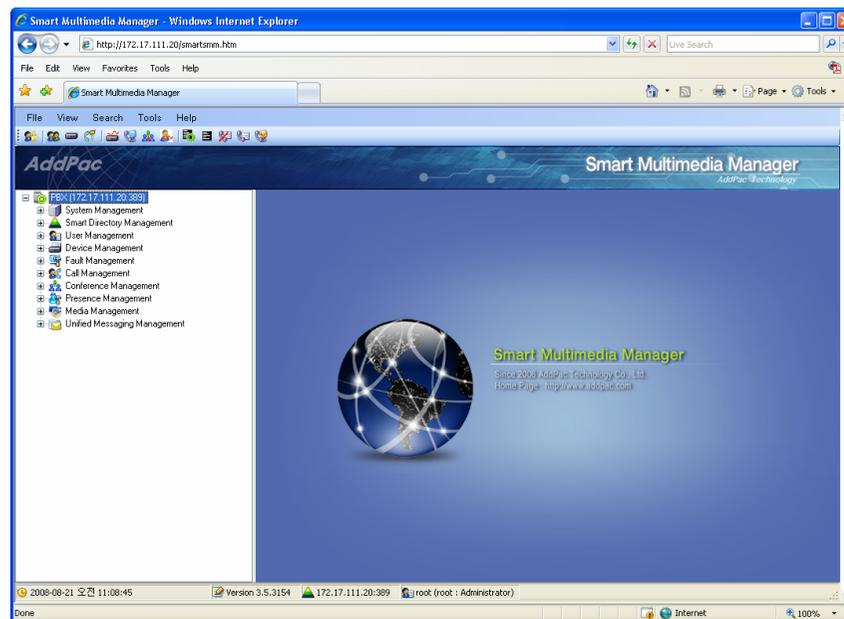 Smart Multimedia Manager - Windows Internet Explorer
http://172.17.111.20/smartsmm.htm
Live Search
File Edit View Favorites Tools Help
Smart Multimedia Manager
Page Tools
File View Search Tools Help
AddPac
Smart Multimedia Manager
AddPac Technology
PBX (172.17.111.20:389)
System Management
Smart Directory Management
User Management
Device Management
Fault Management
Call Management
Conference Management
Presence Management
Media Management
Unified Messaging Management
Smart Multimedia Manager
Since 2008 AddPac Technology Co., Ltd.
Home Page : http://www.addpac.com
2008-08-21 오전 11:08:45 Version 3.5.3154 172.17.111.20:389 root (root : Administrator)
Done Internet 100%